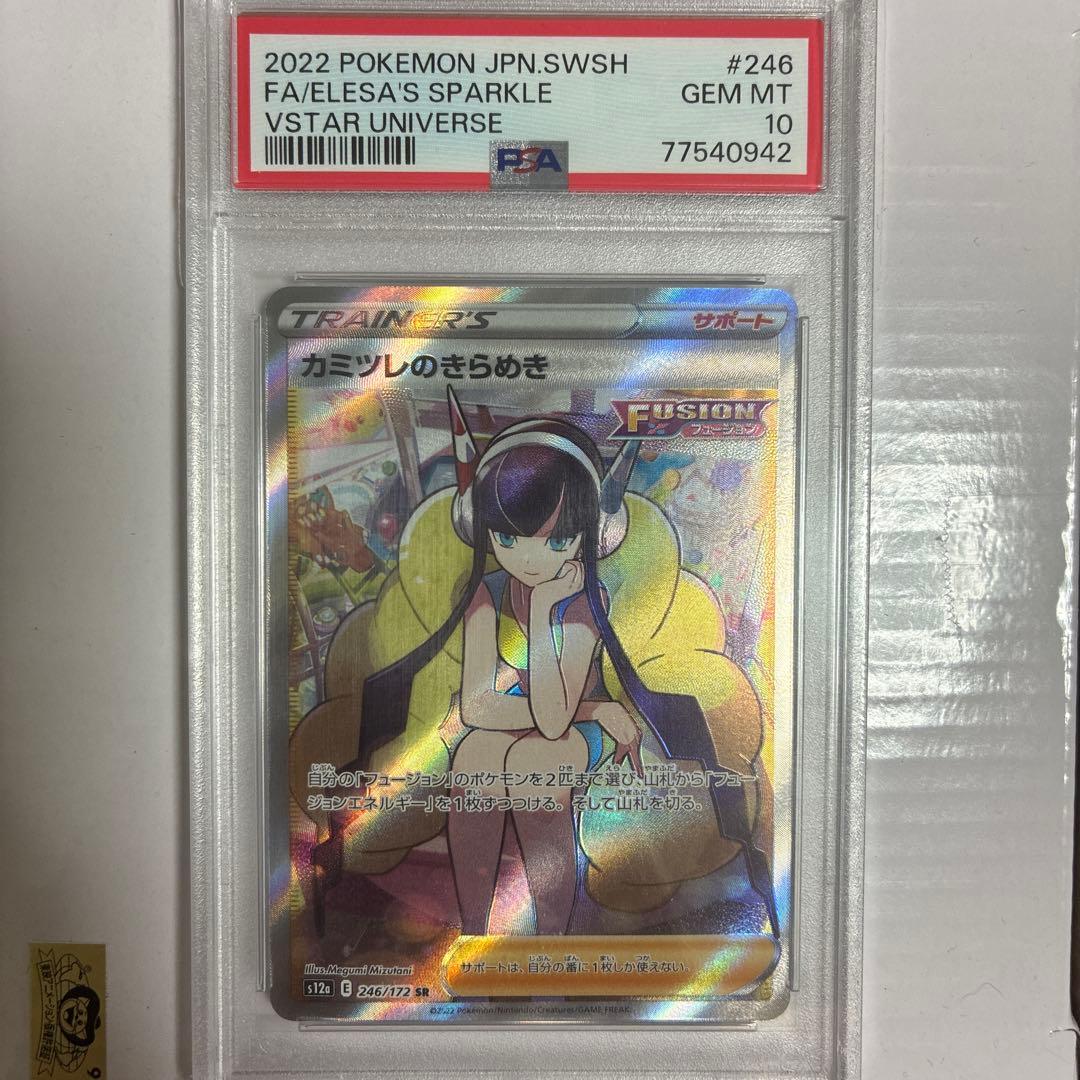 2022 POKEMON JPN.SWSH #246
FA/ELESA'S SPARKLE GEM MT
VSTAR UNIVERSE 10
PSA 77540942
TRAINER'S サポート
カミツレのきらめき
FUSION
フュージョン
自分の「フュージョン」のポケモンを2匹まで選び、山札から「フュー
ジョンエネルギー」を1枚ずつつける。そして山札を切る。
サポートは、自分の番に1枚しか使えない。
Illus.Megumi Mizutani
s12a E 246/172 SR
©2022 Pokémon/Nintendo/Creatures/GAME FREAK.